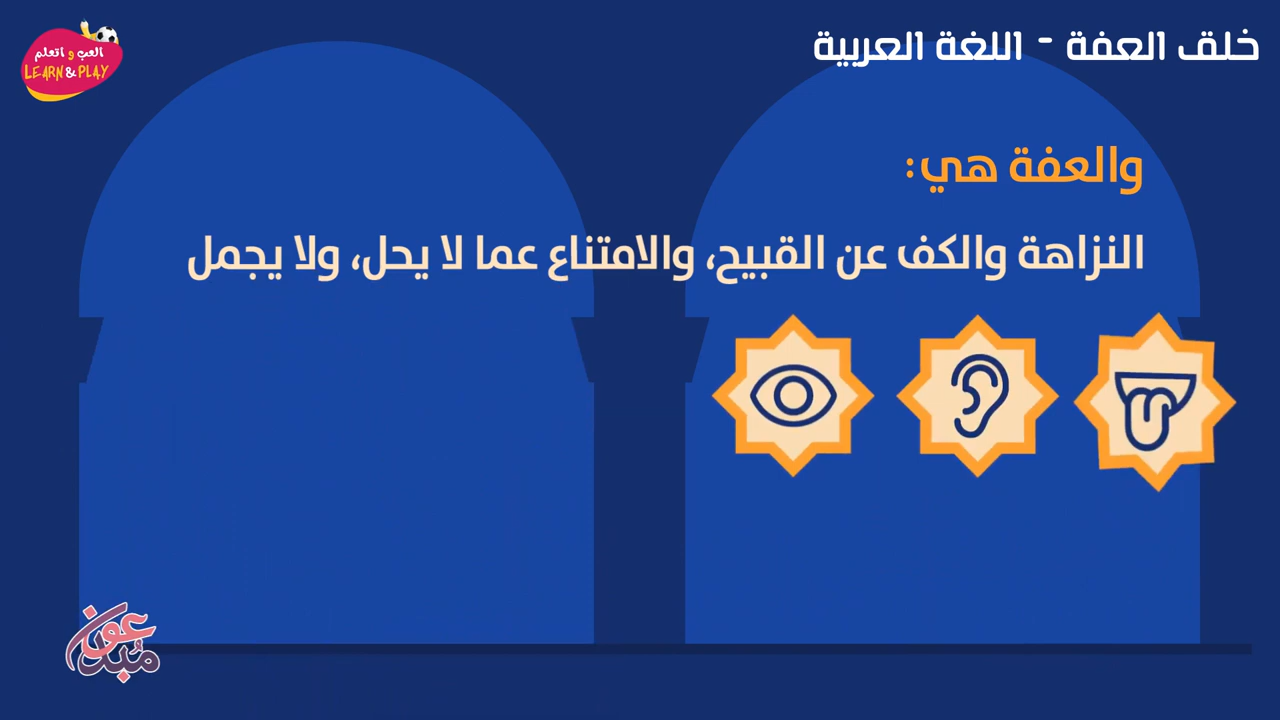 خلق العفة - اللغة العربية
العب و اتعلم
LEARN & PLAY
والعفة هي:
النزاهة والكف عن القبيح، والامتناع عما لا يحل، ولا يجمل
مُبدعون